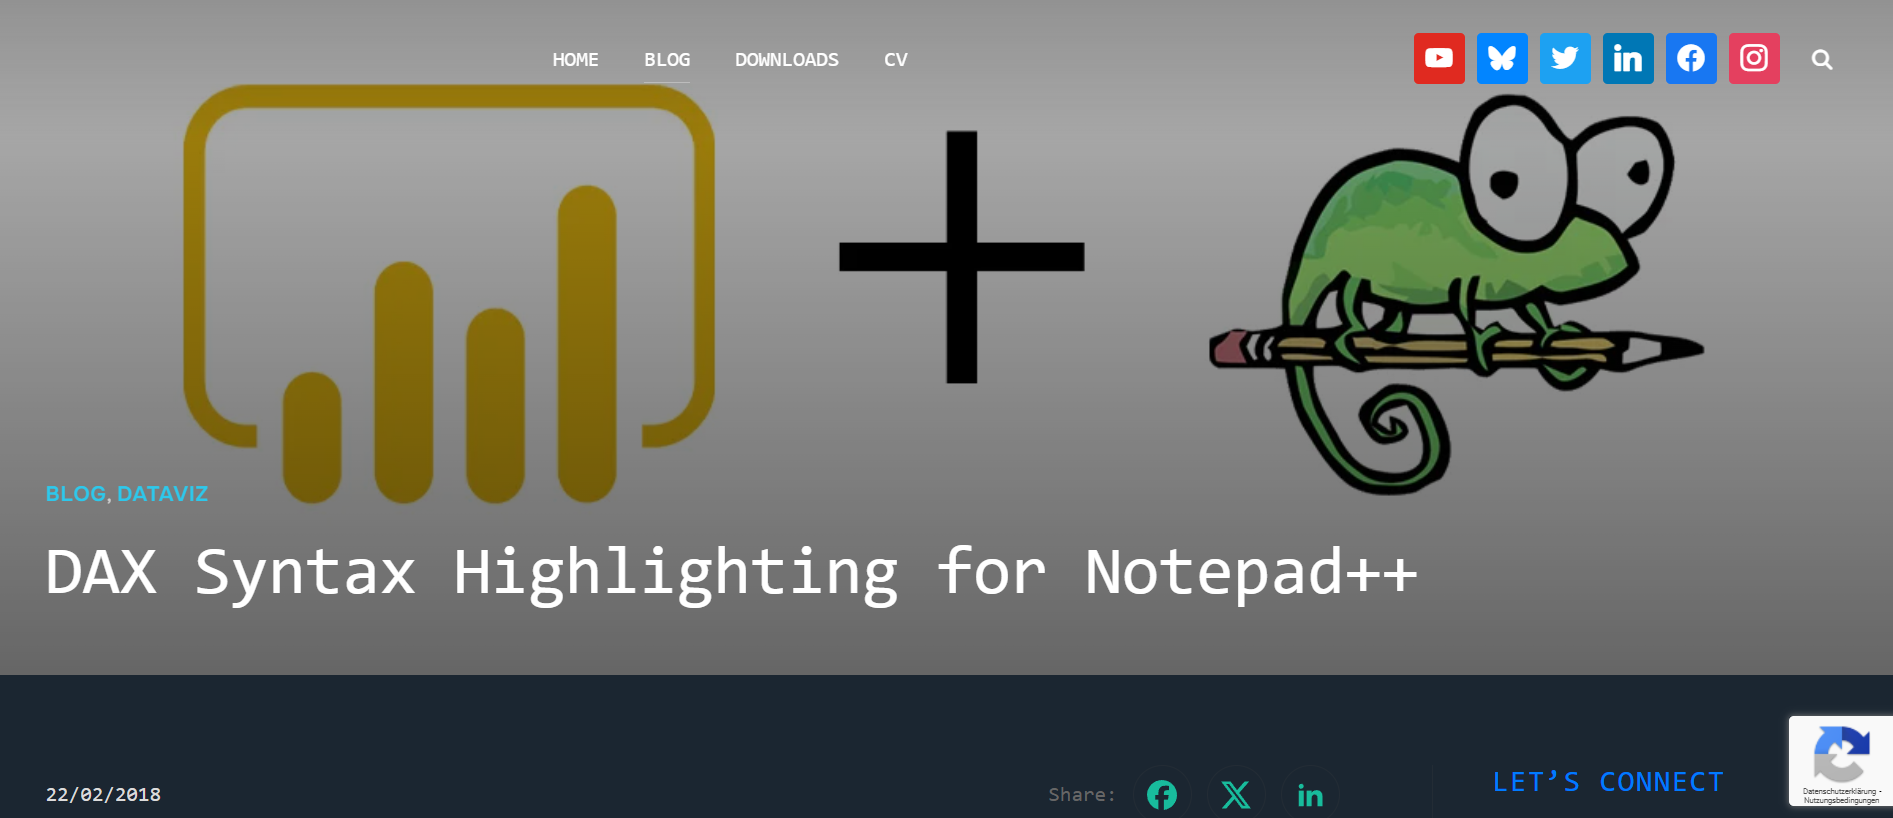 HOME BLOG DOWNLOADS CV
BLOG, DATAVIZ
DAX Syntax Highlighting for Notepad++
22/02/2018
Share:
LET’S CONNECT
Datenschutzerklärung -
Nutzungsbedingungen